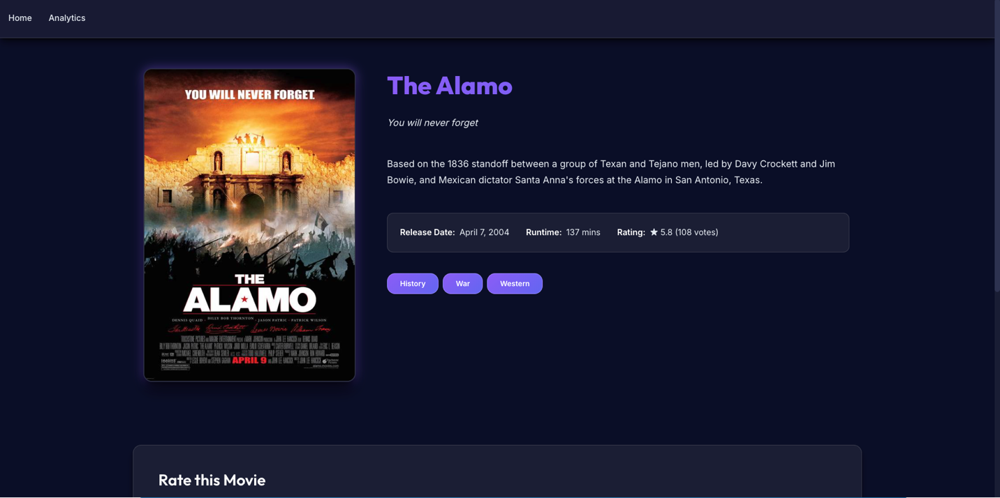 Home Analytics
YOU WILL NEVER FORGET.
THE
ALAMO
DENNIS QUAID · BILLY BOB THORNTON · JASON PATRIC · PATRICK WILSON
APRIL 9
The Alamo
You will never forget
Based on the 1836 standoff between a group of Texan and Tejano men, led by Davy Crockett and Jim
Bowie, and Mexican dictator Santa Anna's forces at the Alamo in San Antonio, Texas.
Release Date: April 7, 2004 Runtime: 137 mins Rating: ★ 5.8 (108 votes)
History War Western
Rate this Movie